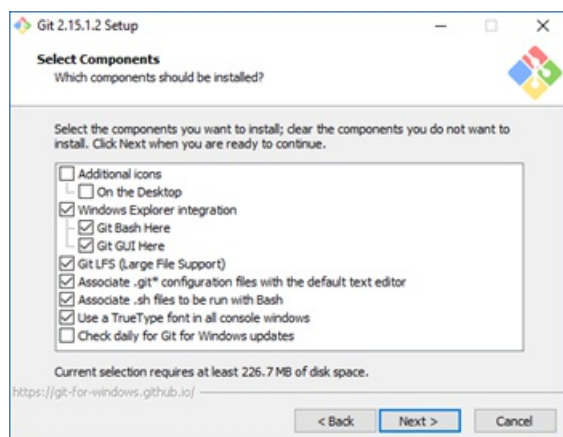 Git 2.15.1.2 Setup
Select Components
Which components should be installed?
Select the components you want to install; clear the components you do not want to
install. Click Next when you are ready to continue.
Additional icons
On the Desktop
Windows Explorer integration
Git Bash Here
Git GUI Here
Git LFS (Large File Support)
Associate .git* configuration files with the default text editor
Associate .sh files to be run with Bash
Use a TrueType font in all console windows
Check daily for Git for Windows updates
Current selection requires at least 226.7 MB of disk space.
https://git-for-windows.github.io/
< Back Next > Cancel